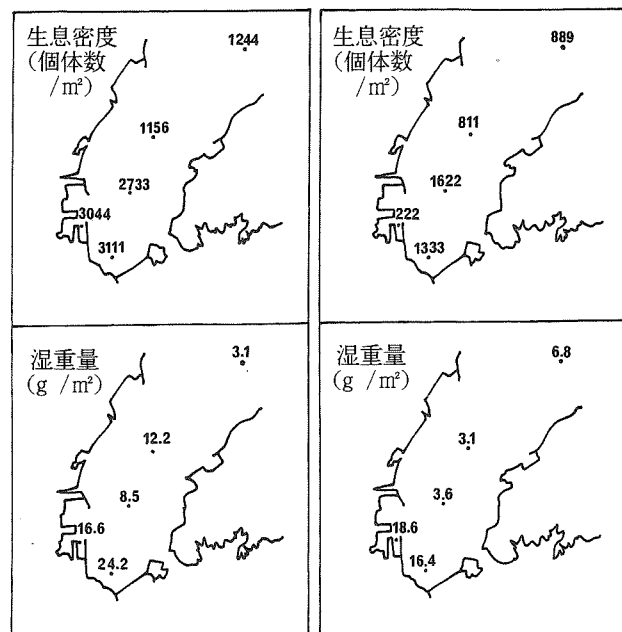 生息密度
(個体数
/m²)
1244
1156
2733
3044
3111
生息密度
(個体数
/m²)
889
811
1622
222
1333
湿重量
(g /m²)
3.1
12.2
8.5
16.6
24.2
湿重量
(g /m²)
6.8
3.1
3.6
18.6
16.4